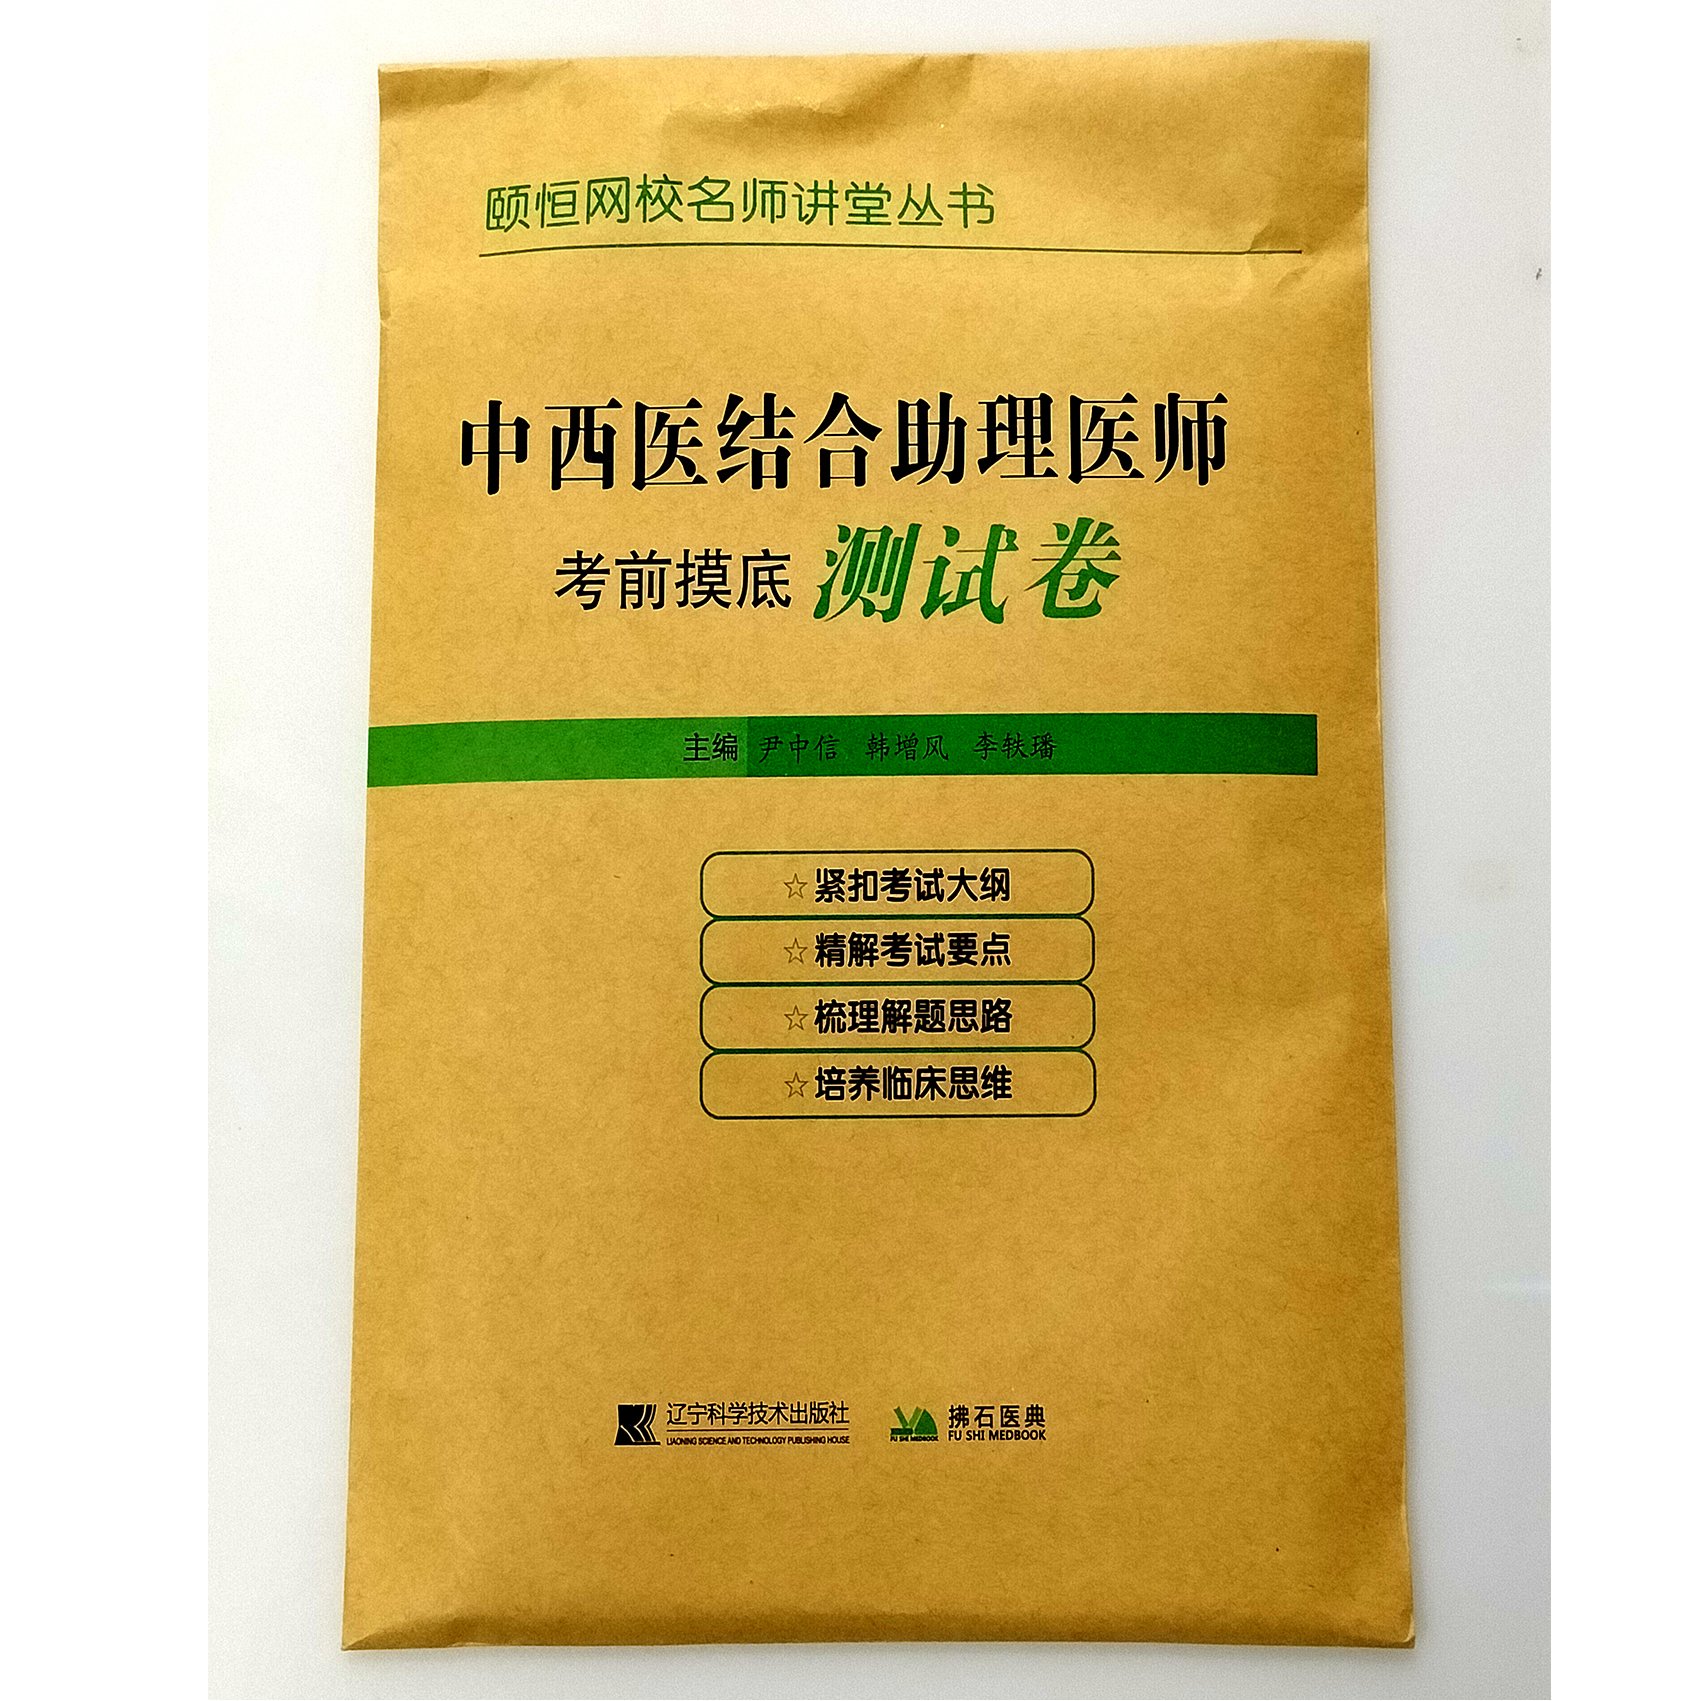 颐恒网校名师讲堂丛书
中西医结合助理医师
考前摸底 测试卷
主编 尹中信 韩增风 李轶璠
☆紧扣考试大纲
☆精解考试要点
☆梳理解题思路
☆培养临床思维
辽宁科学技术出版社
LIAONING SCIENCE AND TECHNOLOGY PUBLISHING HOUSE
FU SHI MEDBOOK
拂石医典
FU SHI MEDBOOK